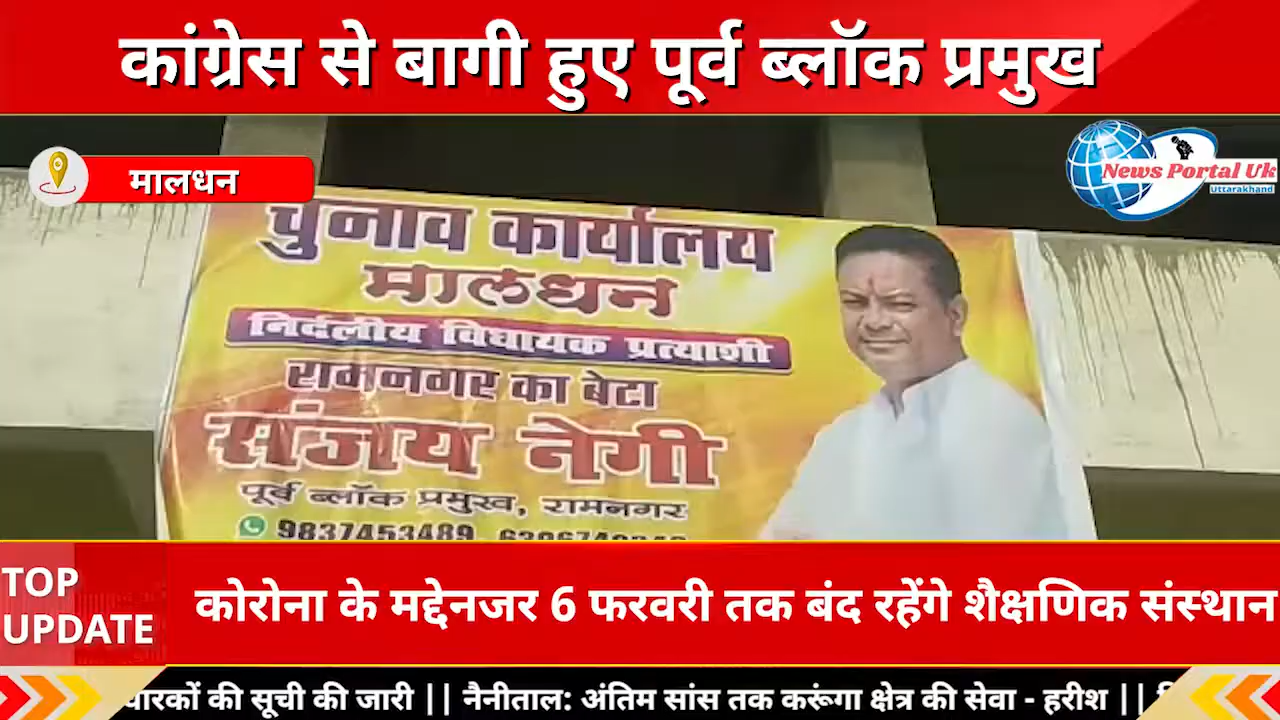 कांग्रेस से बागी हुए पूर्व ब्लॉक प्रमुख
मालधन
News Portal Uk
Uttarakhand
चुनाव कार्यालय
मालधन
निर्दलीय विधायक प्रत्याशी
रामनगर का बेटा
संजय नेगी
पूर्व ब्लॉक प्रमुख, रामनगर
9837453489,
TOP
UPDATE
कोरोना के मद्देनजर 6 फरवरी तक बंद रहेंगे शैक्षणिक संस्थान
की सूची की जारी || नैनीताल: अंतिम सांस तक करूंगा क्षेत्र की सेवा - हरीश ||